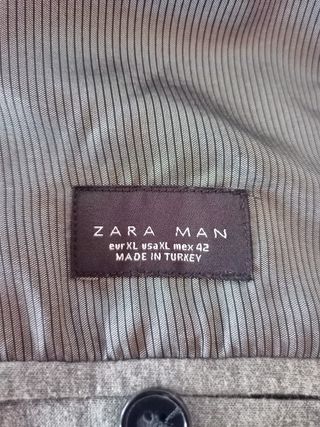 ZARA MAN
eur XL usa XL mex 42
MADE IN TURKEY